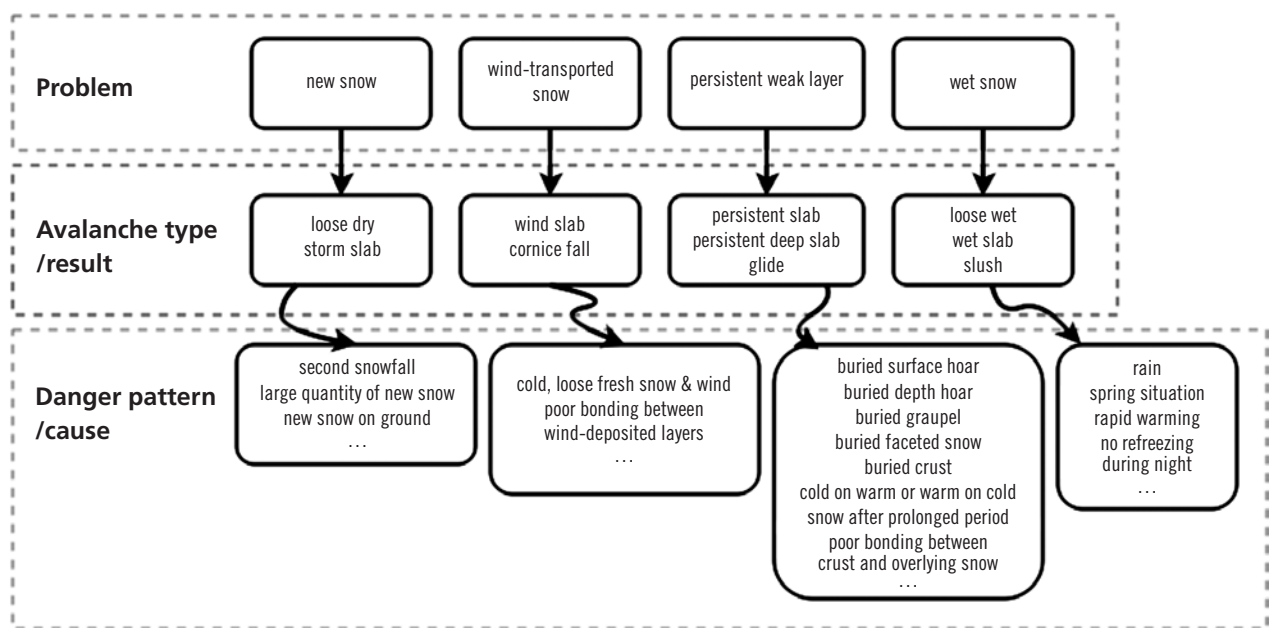 Problem
new snow
wind-transported
snow
persistent weak layer
wet snow
Avalanche type
/result
loose dry
storm slab
wind slab
cornice fall
persistent slab
persistent deep slab
glide
loose wet
wet slab
slush
Danger pattern
/cause
second snowfall
large quantity of new snow
new snow on ground
...
cold, loose fresh snow & wind
poor bonding between
wind-deposited layers
...
buried surface hoar
buried depth hoar
buried graupel
buried faceted snow
buried crust
cold on warm or warm on cold
snow after prolonged period
poor bonding between
crust and overlying snow
...
rain
spring situation
rapid warming
no refreezing
during night
...